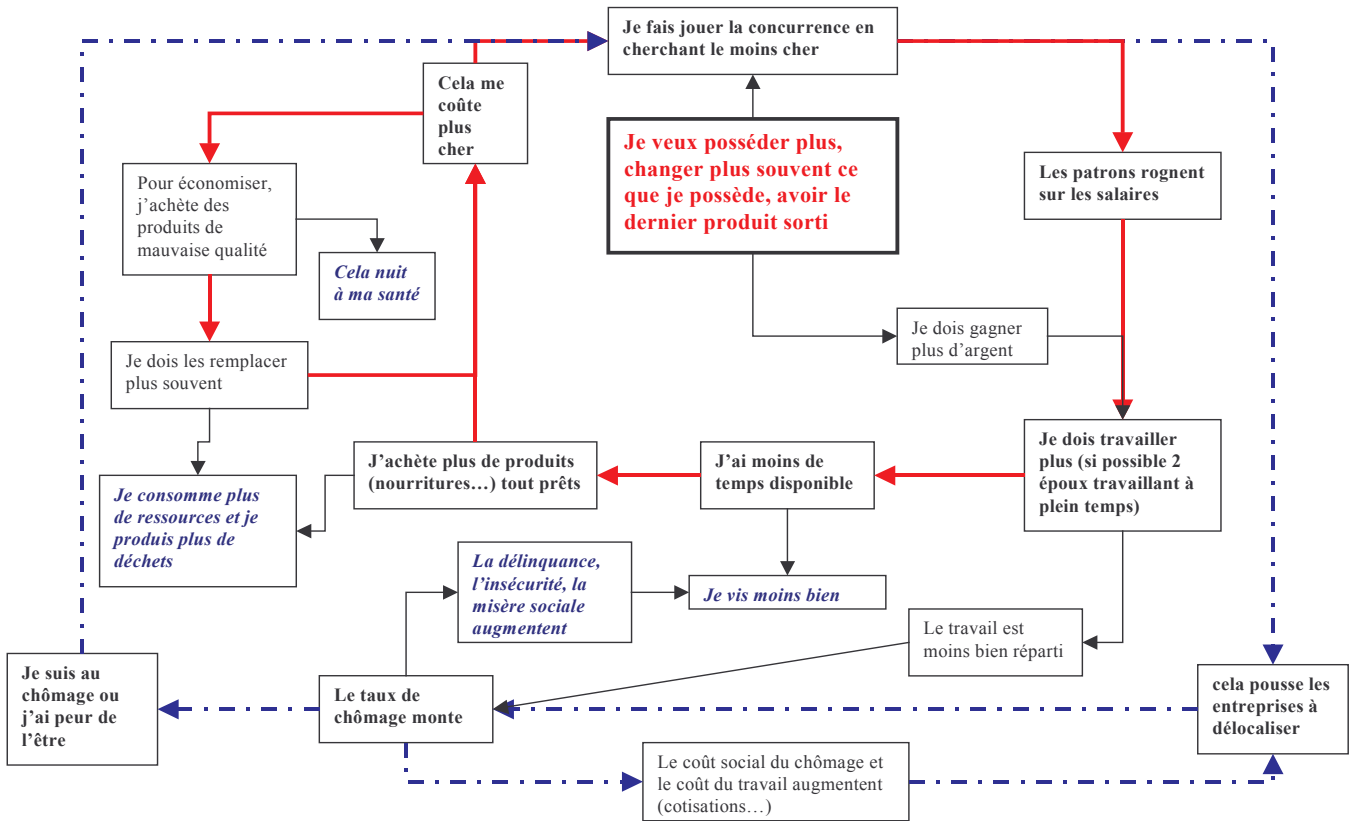 Je fais jouer la concurrence en
cherchant le moins cher
Cela me
coûte
plus
cher
Je veux posséder plus,
changer plus souvent ce
que je possède, avoir le
dernier produit sorti
Les patrons rognent
sur les salaires
Pour économiser,
j’achète des
produits de
mauvaise qualité
Cela nuit
à ma santé
Je dois gagner
plus d’argent
Je dois les remplacer
plus souvent
J’achète plus de produits
(nourritures…) tout prêts
J’ai moins de
temps disponible
Je dois travailler
plus (si possible 2
époux travaillant à
plein temps)
Je consomme plus
de ressources et je
produis plus de
déchets
La délinquance,
l’insécurité, la
misère sociale
augmentent
Je vis moins bien
Le travail est
moins bien réparti
Je suis au
chômage ou
j’ai peur de
l’être
Le taux de
chômage monte
cela pousse les
entreprises à
délocaliser
Le coût social du chômage et
le coût du travail augmentent
(cotisations…)